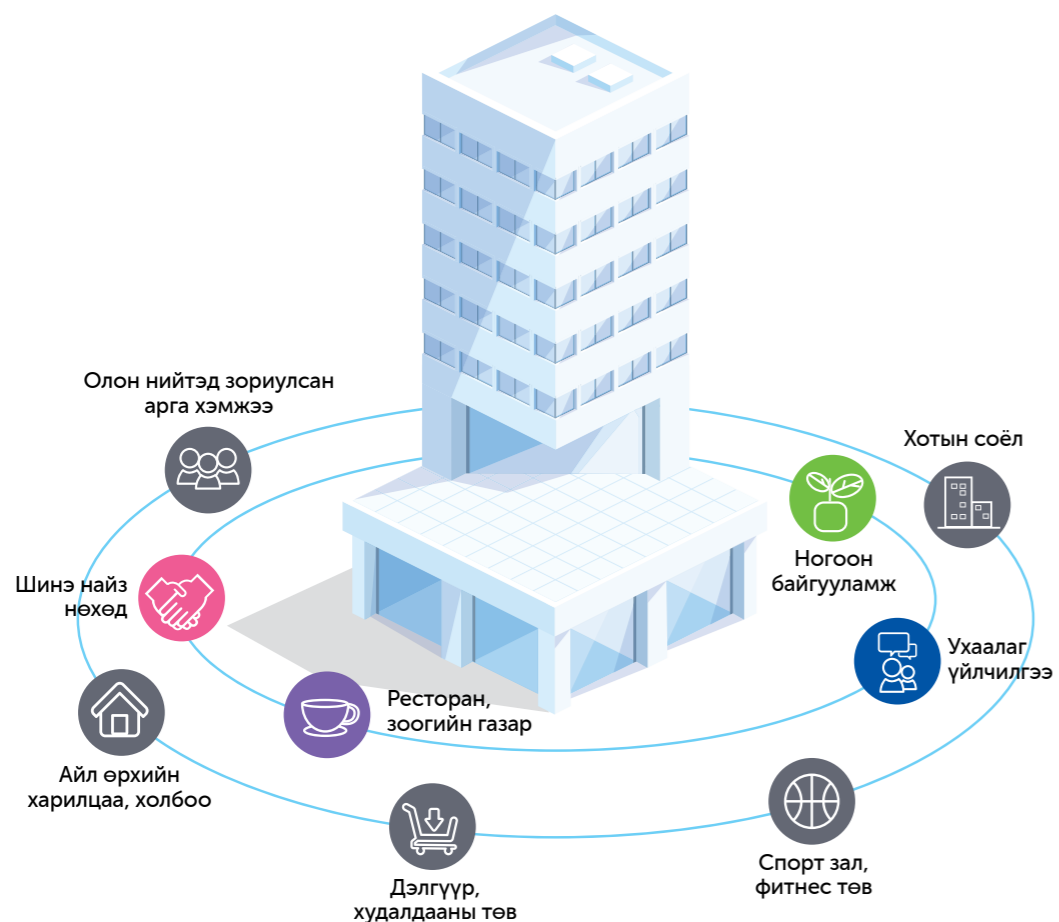 Олон нийтэд зориулсан
арга хэмжээ
Хотын соёл
Ногоон
байгууламж
Шинэ найз
нөхөд
Ухаалаг
үйлчилгээ
Ресторан,
зоогийн газар
Айл өрхийн
харилцаа, холбоо
Спорт зал,
фитнес төв
Дэлгүүр,
худалдааны төв